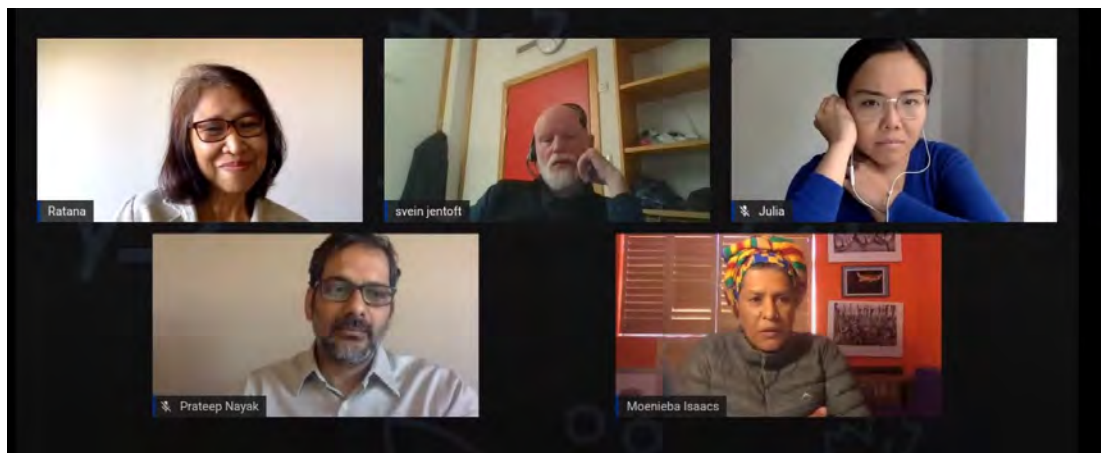 Ratana
svein jentoft
Julia
Prateep Nayak
Moenieba Isaacs